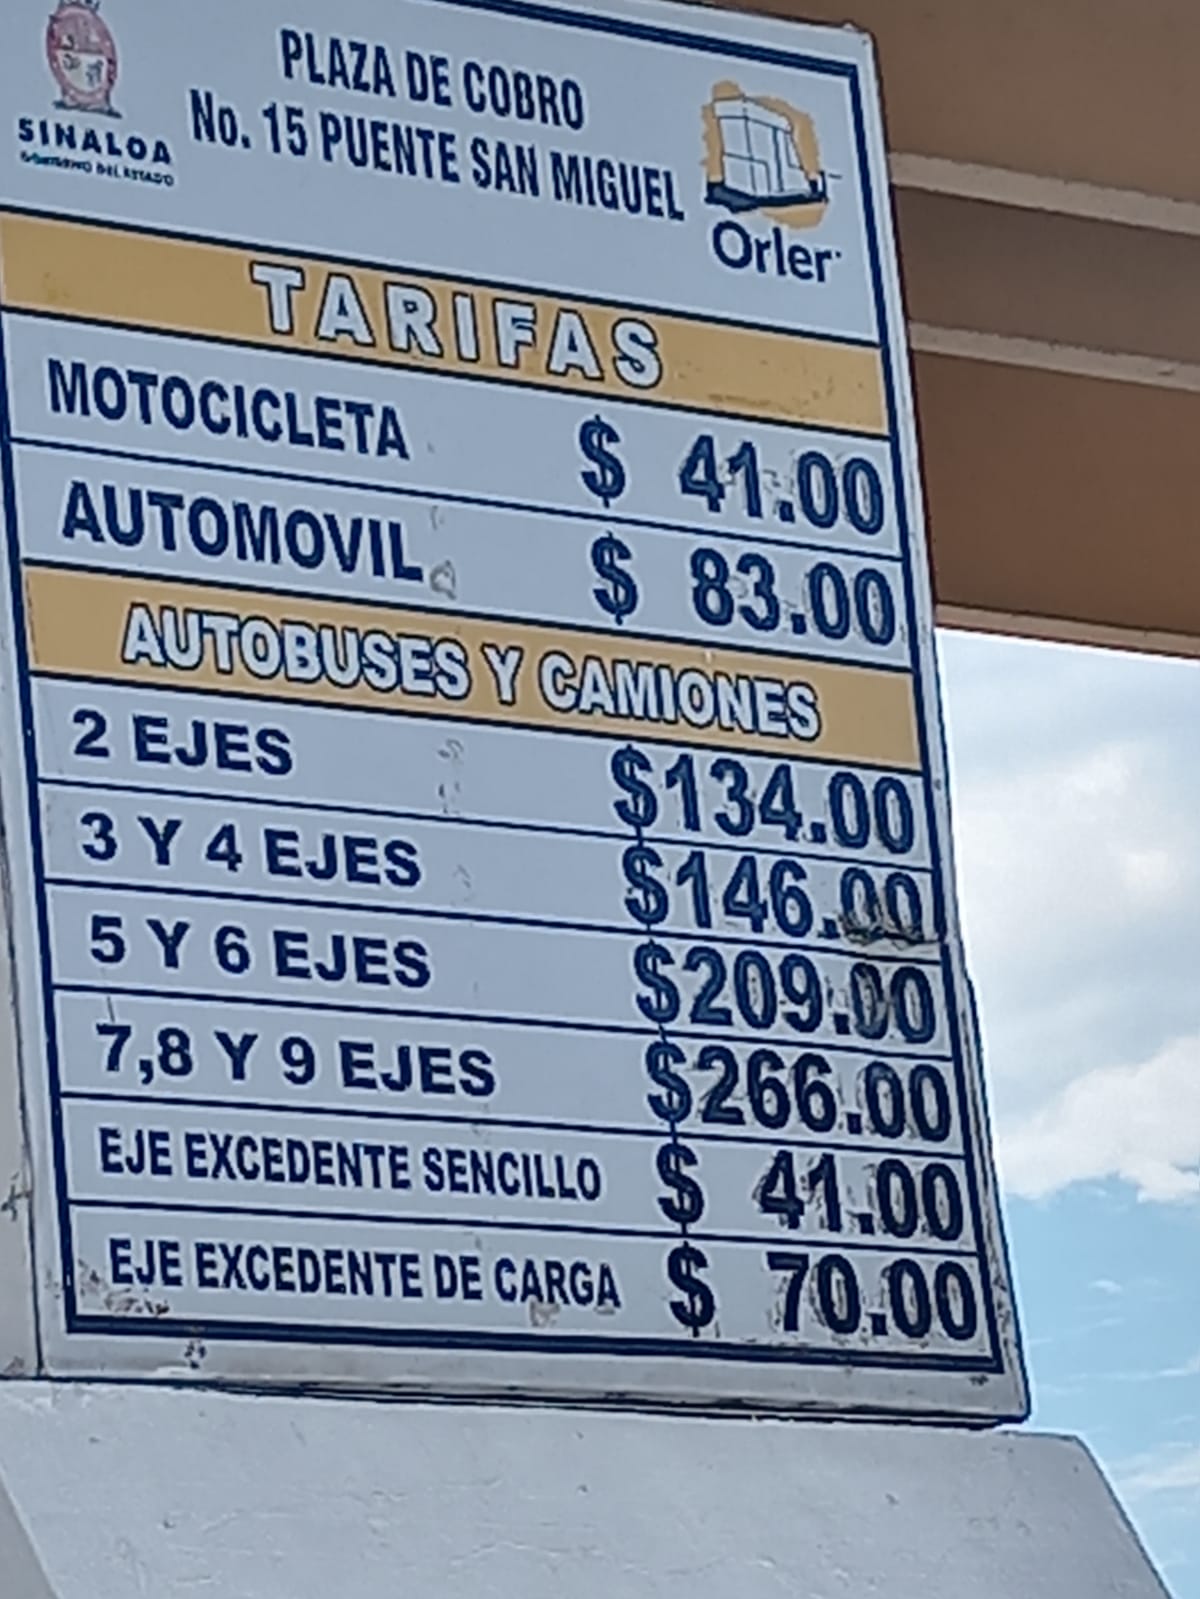 SINALOA
GOBIERNO DEL ESTADO
PLAZA DE COBRO
No. 15 PUENTE SAN MIGUEL
Orler
TARIFAS
MOTOCICLETA $ 41.00
AUTOMOVIL $ 83.00
AUTOBUSES Y CAMIONES
2 EJES $134.00
3 Y 4 EJES $146.00
5 Y 6 EJES $209.00
7,8 Y 9 EJES $266.00
EJE EXCEDENTE SENCILLO $ 41.00
EJE EXCEDENTE DE CARGA $ 70.00